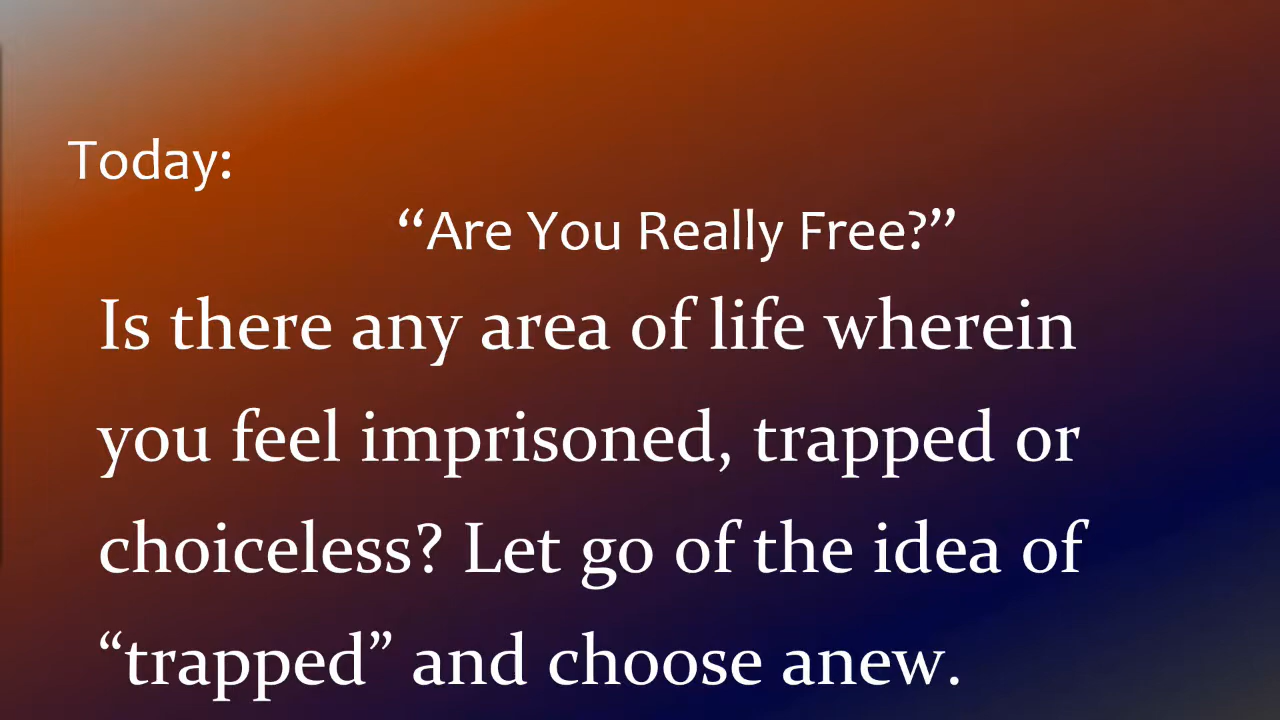 Today:
“Are You Really Free?”
Is there any area of life wherein
you feel imprisoned, trapped or
choiceless? Let go of the idea of
“trapped” and choose anew.